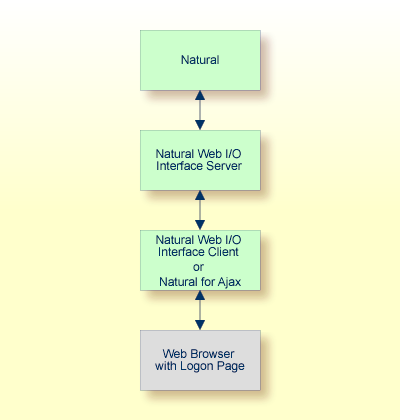 Natural
Natural Web I/O
Interface Server
Natural Web I/O
Interface Client
or
Natural for Ajax
Web Browser
with Logon Page